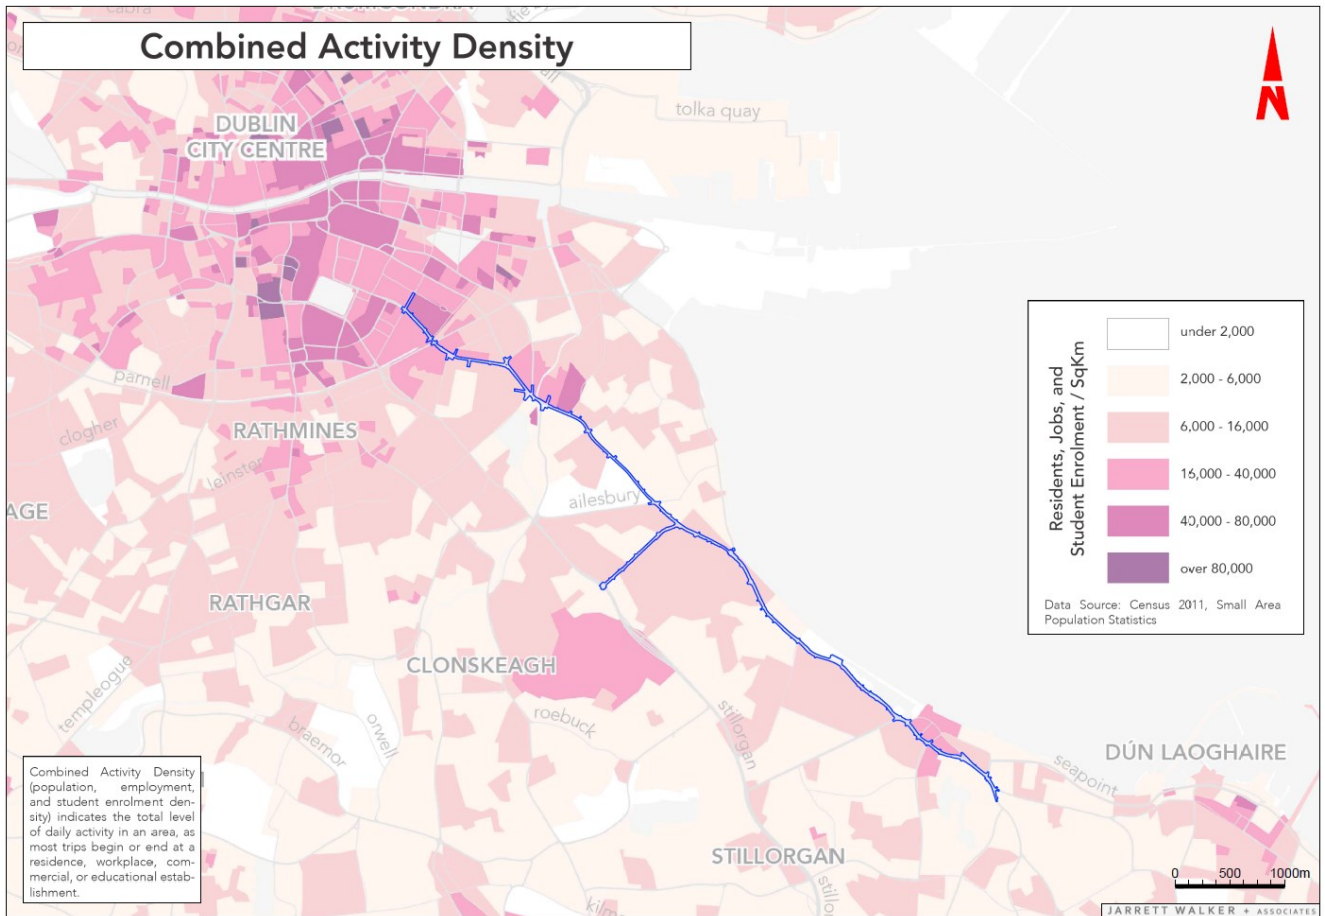 cabra
DRUMCONDRA
Combined Activity Density
N
tolka quay
DUBLIN
CITY CENTRE
parnell
clogher
RATHMINES
leinster
AGE
ailesbury
RATHGAR
CLONSKEAGH
templeogue
braemor
orwell
roebuck
stillorgan
seapoint
DÚN LAOGHAIRE
STILLORGAN
Residents, Jobs, and
Student Enrolment / SqKm
under 2,000
2,000 - 6,000
6,000 - 16,000
16,000 - 40,000
40,000 - 80,000
over 80,000
Data Source: Census 2011, Small Area
Population Statistics
Combined Activity Density
(population, employment,
and student enrolment den-
sity) indicates the total level
of daily activity in an area, as
most trips begin or end at a
residence, workplace, com-
mercial, or educational estab-
lishment.
0 500 1000m
JARRETT WALKER + ASSOCIATES